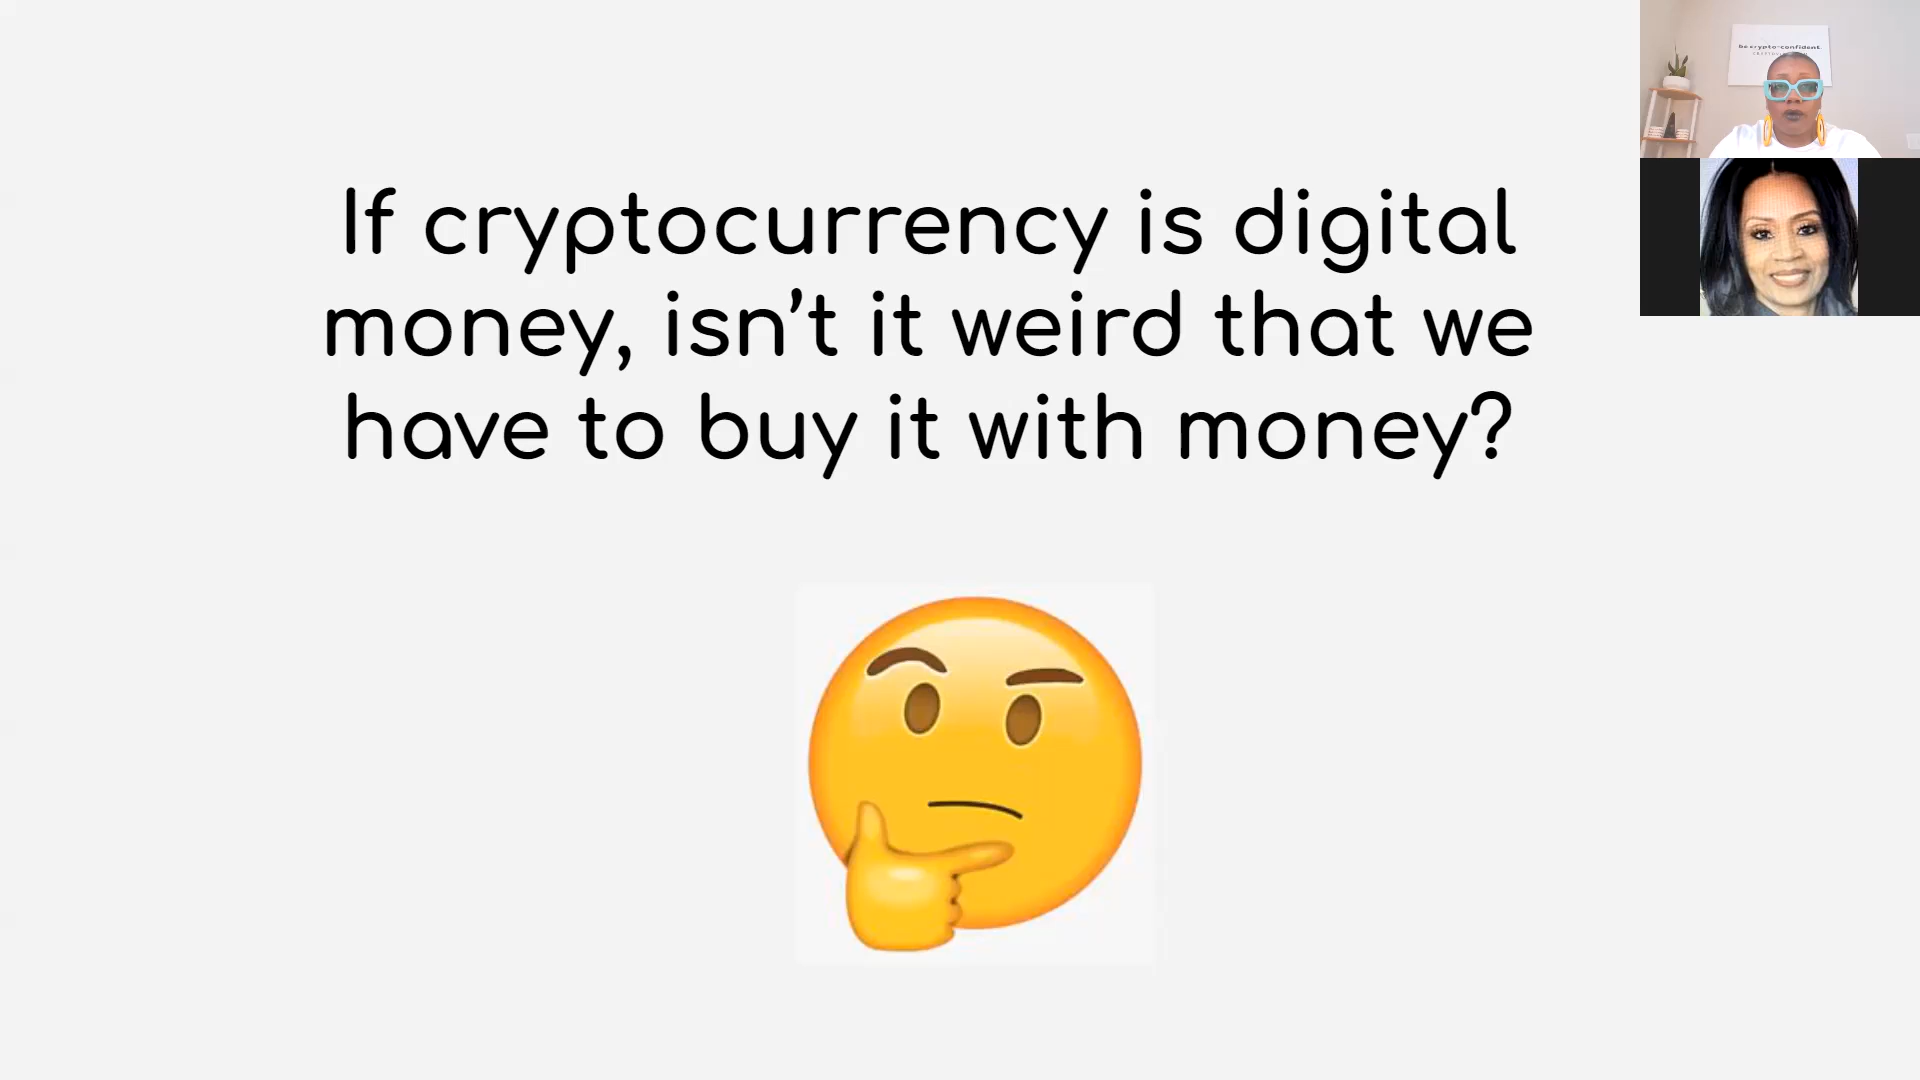 If cryptocurrency is digital
money, isn't it weird that we
have to buy it with money?
be crypto-confident.